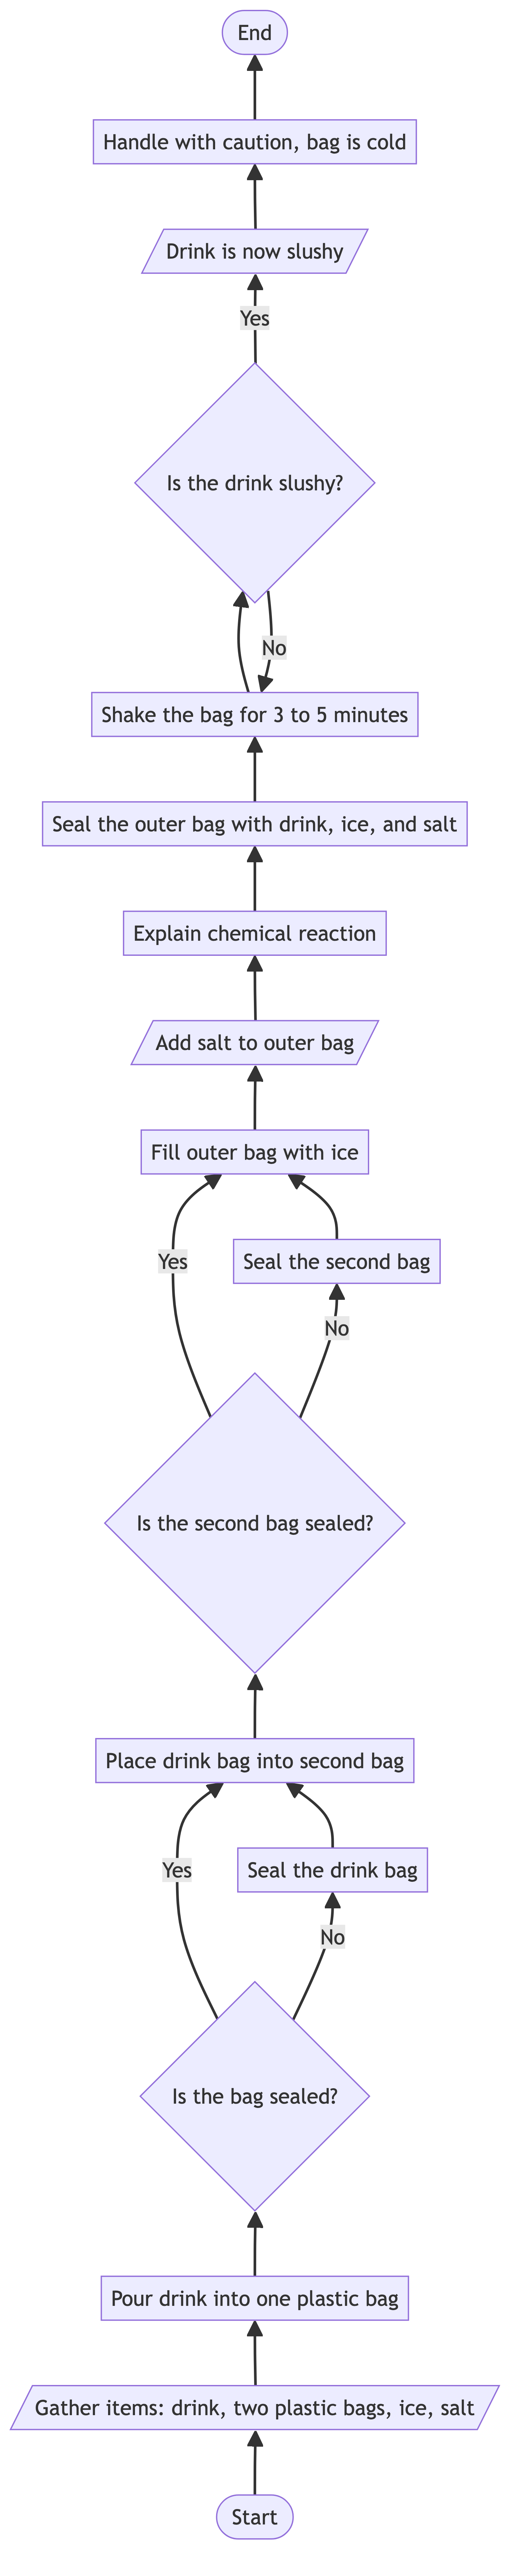 End
Handle with caution, bag is cold
Drink is now slushy
Yes
Is the drink slushy?
No
Shake the bag for 3 to 5 minutes
Seal the outer bag with drink, ice, and salt
Explain chemical reaction
Add salt to outer bag
Fill outer bag with ice
Yes
Seal the second bag
No
Is the second bag sealed?
Place drink bag into second bag
Yes
Seal the drink bag
No
Is the bag sealed?
Pour drink into one plastic bag
Gather items: drink, two plastic bags, ice, salt
Start